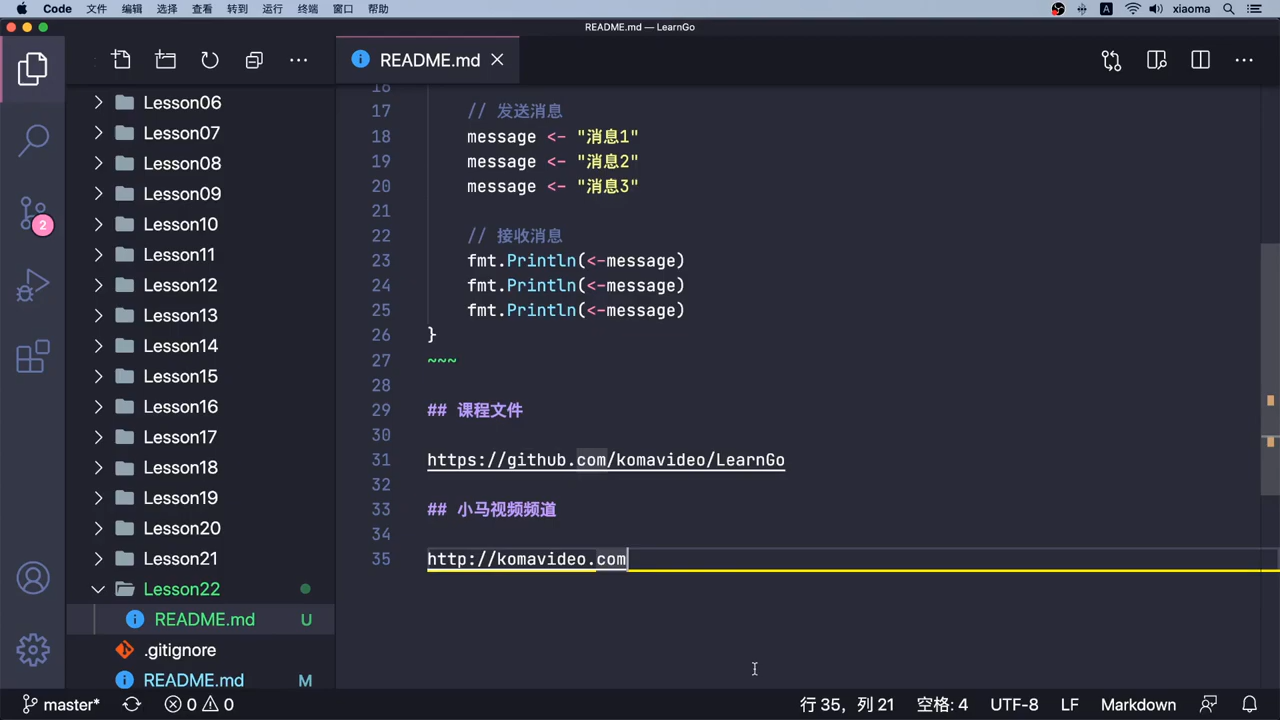 Code 文件 编辑 选择 查看 转到 运行 终端 窗口 帮助 A xiaoma
README.md — LearnGo
README.md
Lesson06
Lesson07
Lesson08
Lesson09
Lesson10
Lesson11
Lesson12
Lesson13
Lesson14
Lesson15
Lesson16
Lesson17
Lesson18
Lesson19
Lesson20
Lesson21
Lesson22
README.md U
.gitignore
README.md M
2
16
17 // 发送消息
18 message <- "消息1"
19 message <- "消息2"
20 message <- "消息3"
21
22 // 接收消息
23 fmt.Println(<-message)
24 fmt.Println(<-message)
25 fmt.Println(<-message)
26 }
27 ~~~
28
29 ## 课程文件
30
31 https://github.com/komavideo/LearnGo
32
33 ## 小马视频频道
34
35 http://komavideo.com
master* 0 0 行 35，列 21 空格: 4 UTF-8 LF Markdown